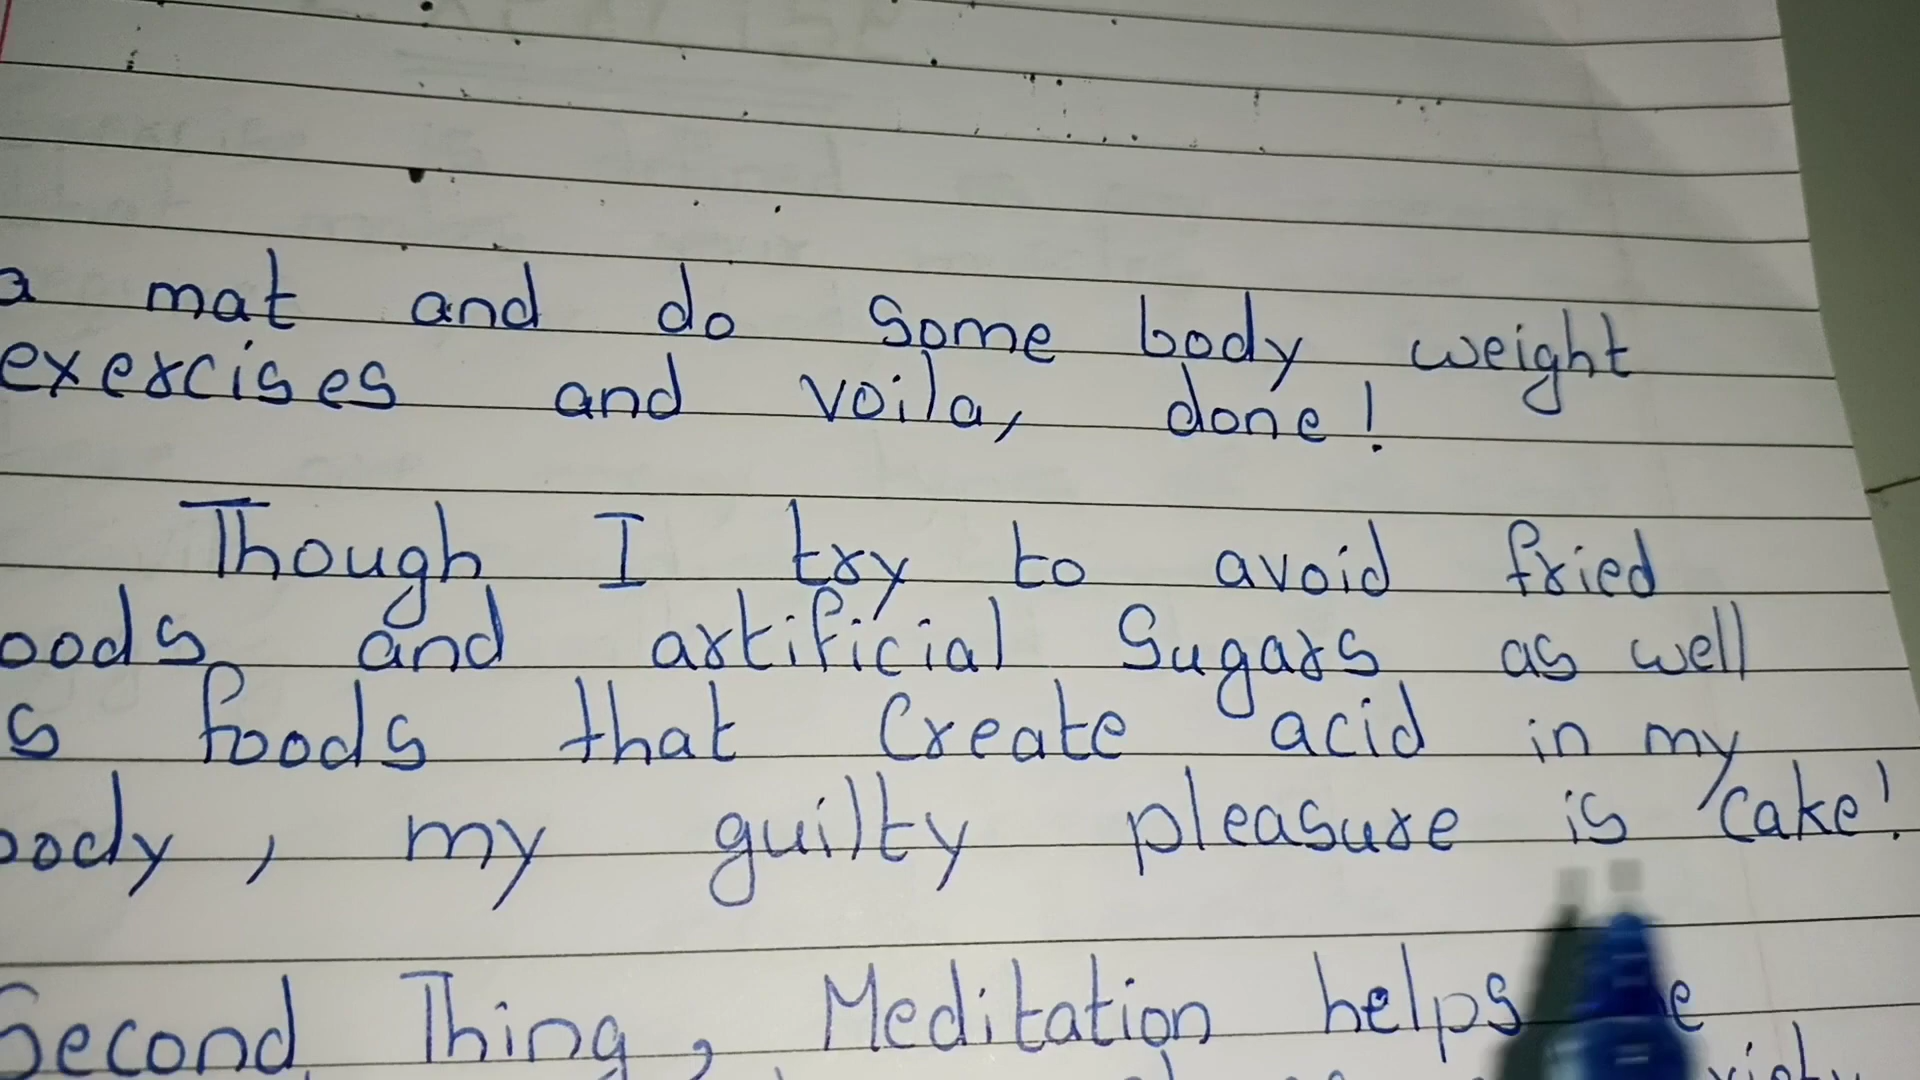 a mat and do some body weight
exercises and voila, done!
Though I try to avoid fried
oods and artificial Sugars as well
s foods that Create acid in my
body, my guilty pleasure is Cake!
Second Thing, Meditation helps